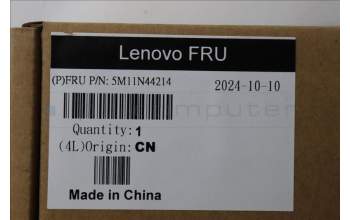 Lenovo FRU
(P)FRU P/N: 5M11N44214
2024-10-10
Quantity: 1
(4L)Origin: CN
Made in China